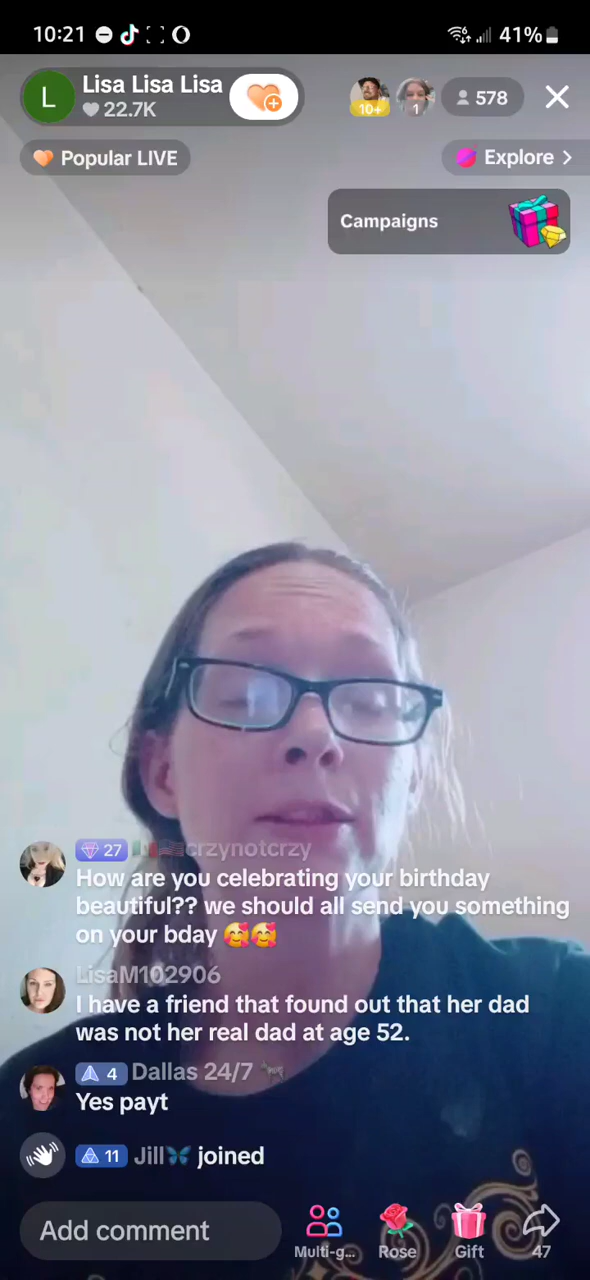 10:21
41%
L
Lisa Lisa Lisa
22.7K
10+
1
578
Popular LIVE
Explore >
Campaigns
27 crzynotcrzy
How are you celebrating your birthday
beautiful?? we should all send you something
on your bday 🥰🥰
LisaM102906
I have a friend that found out that her dad
was not her real dad at age 52.
4 Dallas 24/7
Yes payt
11 Jill🦋 joined
Add comment
Multi-g...
Rose
Gift
47